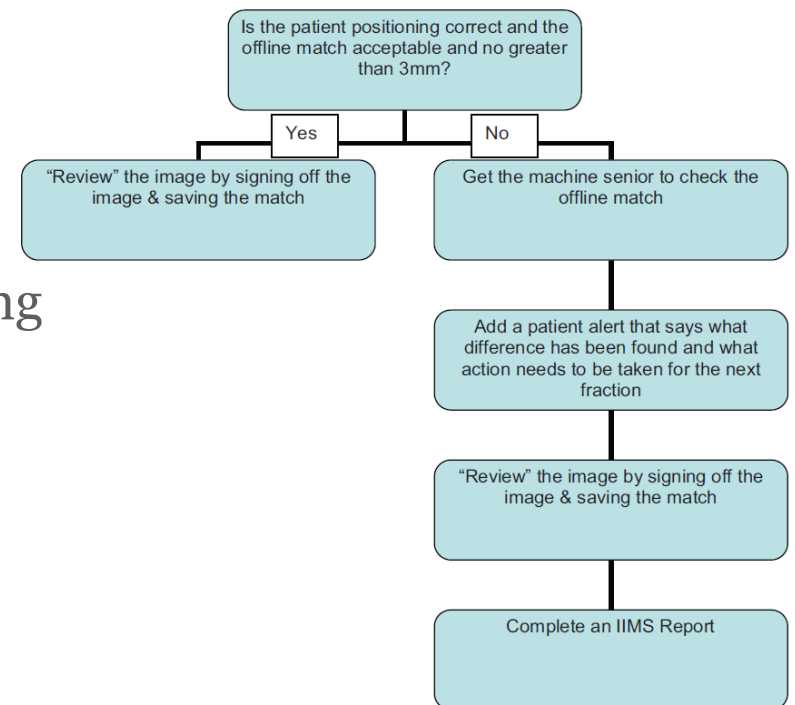 Is the patient positioning correct and the
offline match acceptable and no greater
than 3mm?
Yes
No
“Review” the image by signing off the
image & saving the match
Get the machine senior to check the
offline match
ng
Add a patient alert that says what
difference has been found and what
action needs to be taken for the next
fraction
“Review” the image by signing off the
image & saving the match
Complete an IIMS Report